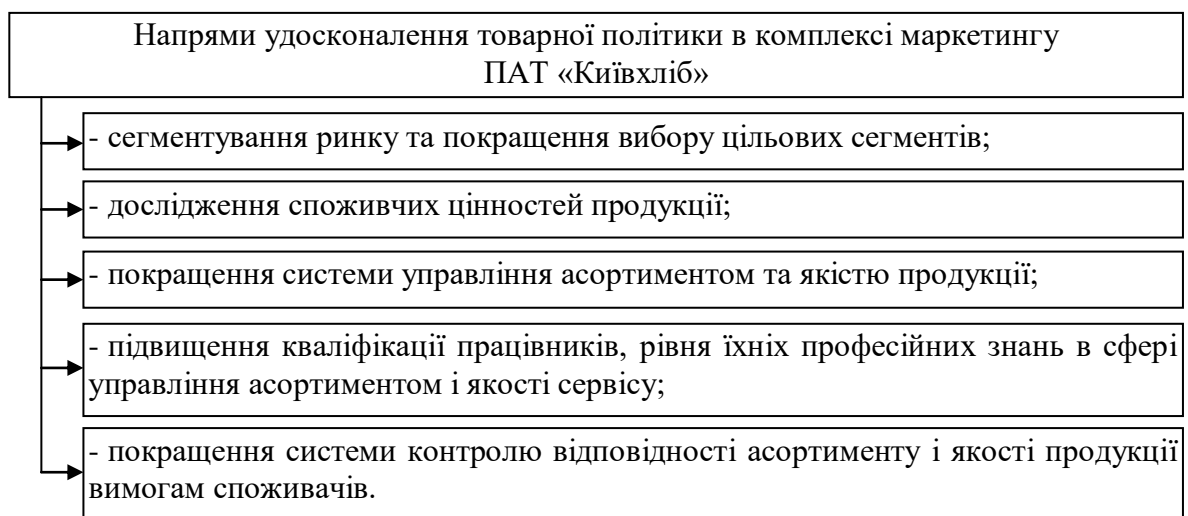 Напрями удосконалення товарної політики в комплексі маркетингу
ПАТ «Київхліб»
- сегментування ринку та покращення вибору цільових сегментів;
- дослідження споживчих цінностей продукції;
- покращення системи управління асортиментом та якістю продукції;
- підвищення кваліфікації працівників, рівня їхніх професійних знань в сфері
управління асортиментом і якості сервісу;
- покращення системи контролю відповідності асортименту і якості продукції
вимогам споживачів.